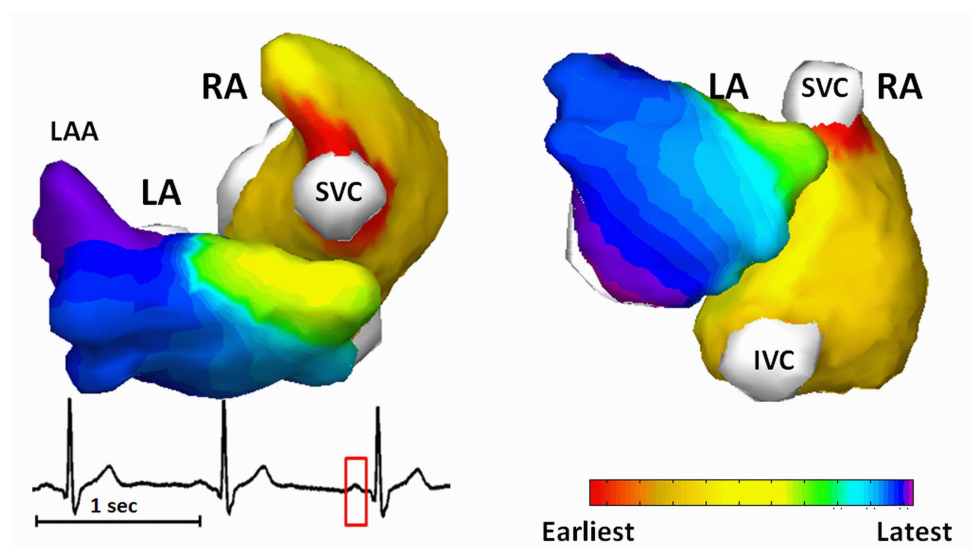 RA
LAA
LA
SVC
LA
SVC
RA
IVC
1 sec
Earliest
Latest